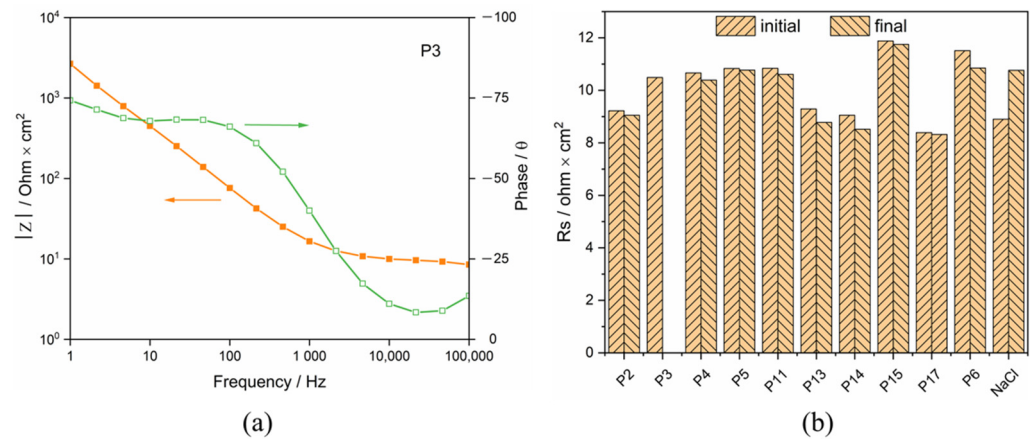 10⁴
10³
10²
10¹
10⁰
|Z| / Ohm × cm²
P3
−100
−75
−50
−25
0
Phase / θ
1 10 100 1 000 10,000 100,000
Frequency / Hz
(a)
initial final
12
10
8
6
4
2
0
Rs / ohm × cm²
P2 P3 P4 P5 P11 P13 P14 P15 P17 P6 NaCl
(b)